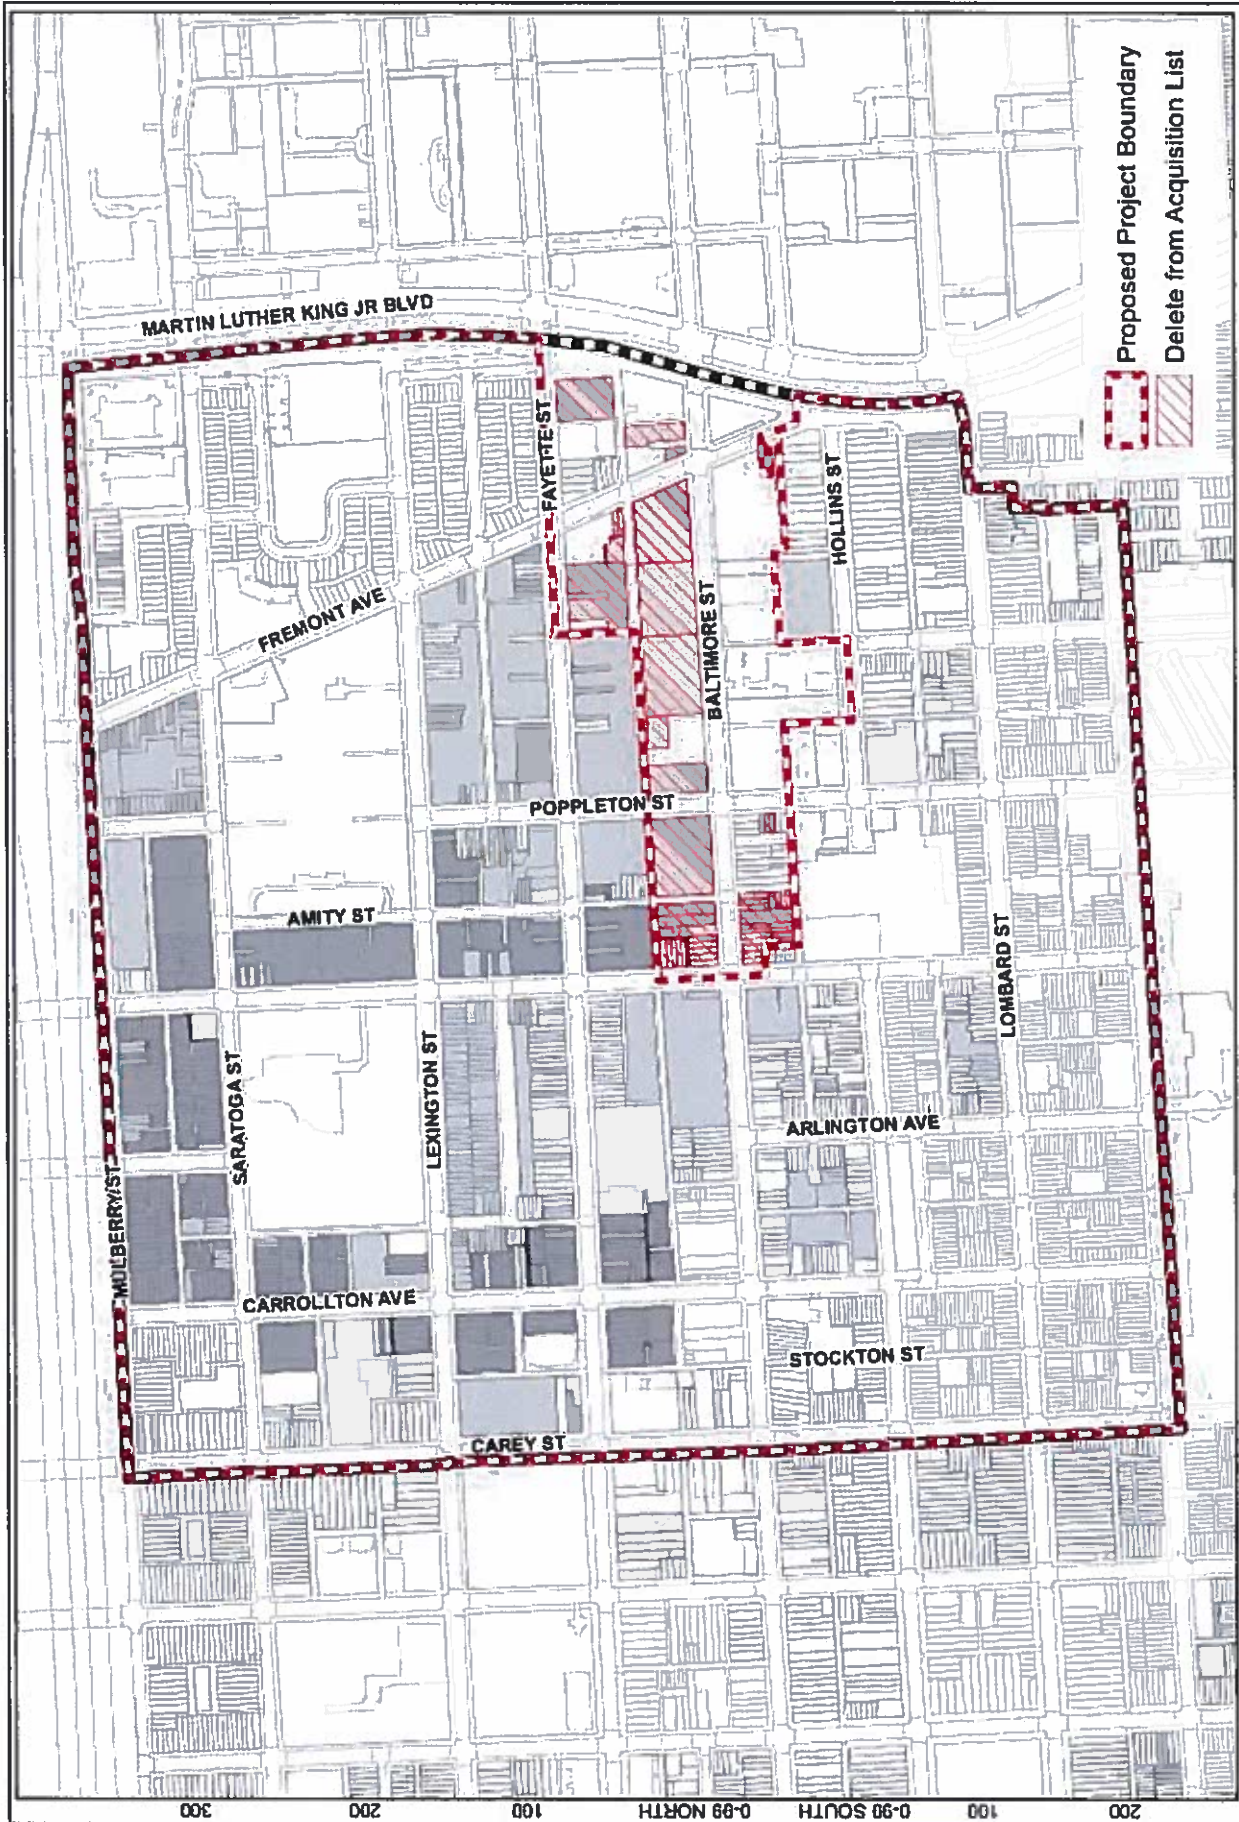 MARTIN LUTHER KING JR BLVD
FREMONT AVE
FAYETTE ST
HOLLINS ST
BALTIMORE ST
POPPLETON ST
AMITY ST
LOMBARD ST
SARATOGA ST
LEXINGTON ST
ARLINGTON AVE
MULBERRY ST
CARROLLTON AVE
STOCKTON ST
CAREY ST
Proposed Project Boundary
Delete from Acquisition List
300
200
100
0-99 NORTH
0-99 SOUTH
100
200